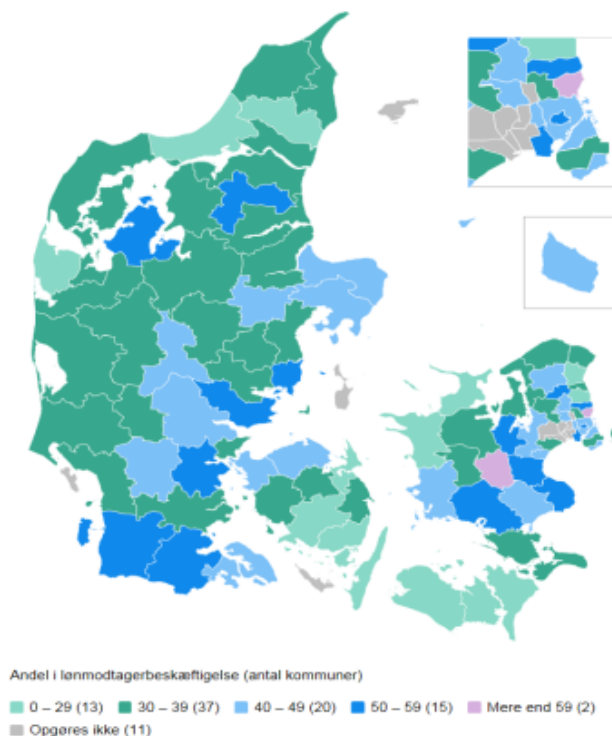 Andel i lønmodtagerbeskæftigelse (antal kommuner)
0 – 29 (13) 30 – 39 (37) 40 – 49 (20) 50 – 59 (15) Mere end 59 (2)
Opgøres ikke (11)